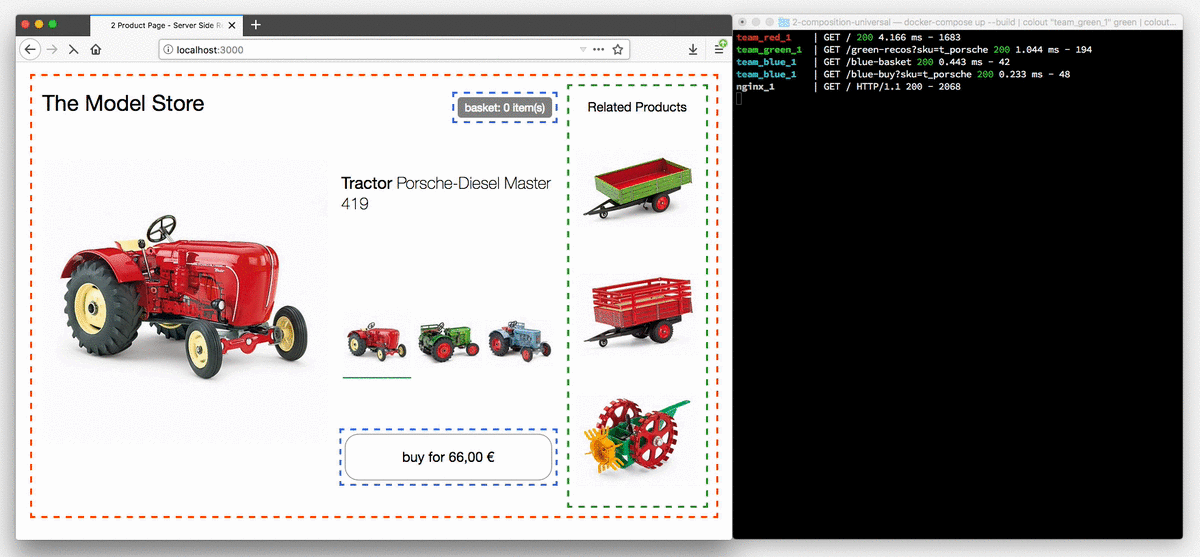 2 Product Page - Server Side R
localhost:3000
The Model Store
basket: 0 item(s)
Related Products
Tractor Porsche-Diesel Master
419
buy for 66,00 €
2-composition-universal — docker-compose up --build | colout "team_green_1" green | colout...
team_red_1 | GET / 200 4.166 ms - 1683
team_green_1 | GET /green-recos?sku=t_porsche 200 1.044 ms - 194
team_blue_1 | GET /blue-basket 200 0.443 ms - 42
team_blue_1 | GET /blue-buy?sku=t_porsche 200 0.233 ms - 48
nginx_1 | GET / HTTP/1.1 200 - 2068